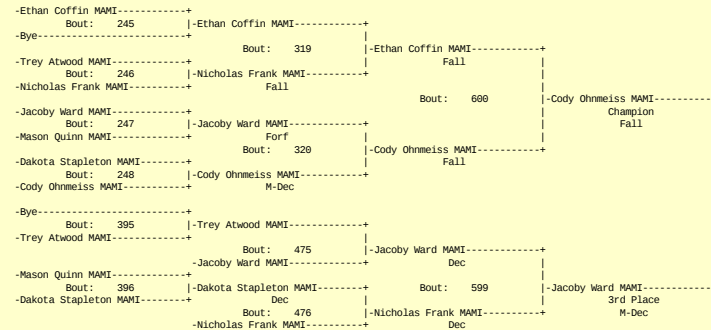 -Ethan Coffin MAMI------------+
Bout: 245 |-Ethan Coffin MAMI------------+
-Bye--------------------------+ |
Bout: 319 |-Ethan Coffin MAMI------------+
-Trey Atwood MAMI-------------+ | Fall |
Bout: 246 |-Nicholas Frank MAMI----------+ |
-Nicholas Frank MAMI----------+ Fall |
Bout: 600 |-Cody Ohnmeiss MAMI-----------
-Jacoby Ward MAMI-------------+ | Champion
Bout: 247 |-Jacoby Ward MAMI-------------+ | Fall
-Mason Quinn MAMI-------------+ Forf | |
Bout: 320 |-Cody Ohnmeiss MAMI-----------+
-Dakota Stapleton MAMI--------+ | Fall
Bout: 248 |-Cody Ohnmeiss MAMI-----------+
-Cody Ohnmeiss MAMI-----------+ M-Dec
-Bye--------------------------+
Bout: 395 |-Trey Atwood MAMI-------------+
-Trey Atwood MAMI-------------+ |
Bout: 475 |-Jacoby Ward MAMI-------------+
-Jacoby Ward MAMI-------------+ Dec |
-Mason Quinn MAMI-------------+ |
Bout: 396 |-Dakota Stapleton MAMI--------+ Bout: 599 |-Jacoby Ward MAMI-------------
-Dakota Stapleton MAMI--------+ Dec | | 3rd Place
Bout: 476 |-Nicholas Frank MAMI----------+ M-Dec
-Nicholas Frank MAMI----------+ Dec